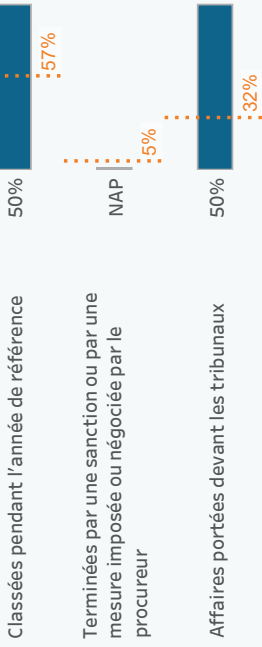 Classées pendant l'année de référence
50%
57%
Terminées par une sanction ou par une
mesure imposée ou négociée par le
procureur
NAP
5%
Affaires portées devant les tribunaux
50%
32%